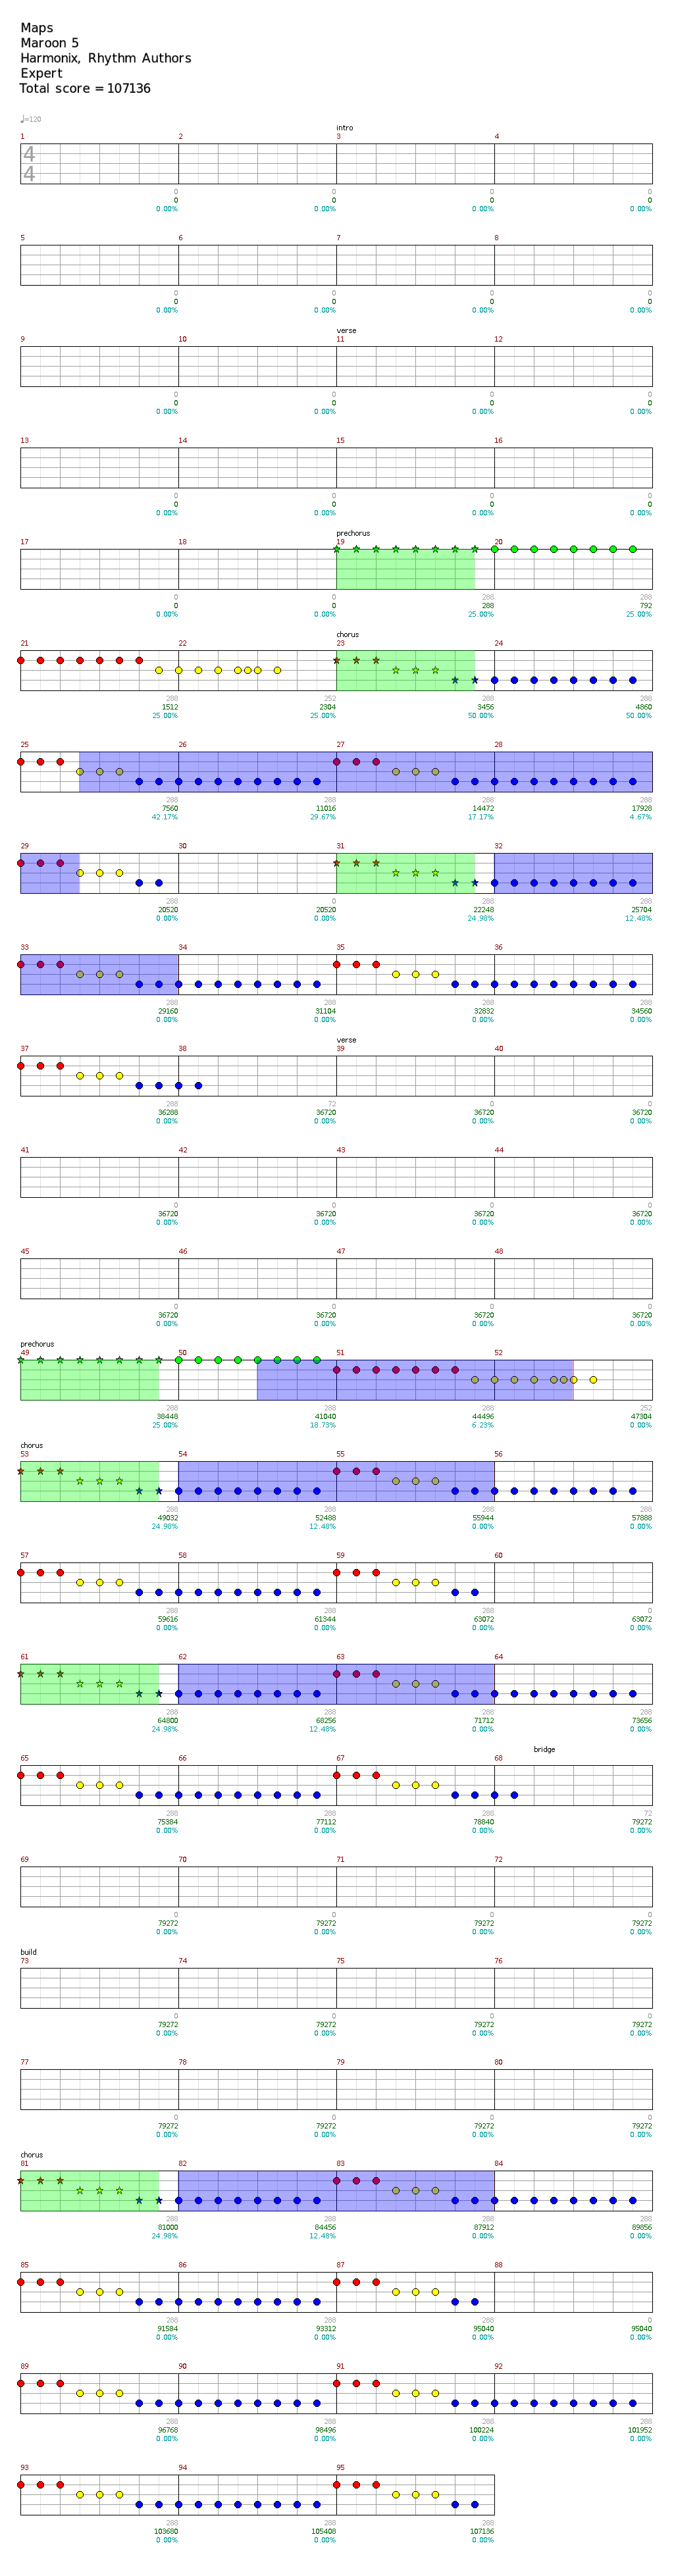 Maps
Maroon 5
Harmonix, Rhythm Authors
Expert
Total score = 107136
♩=120
intro
1 2 3 4
4
4
0 0 0 0
0 0 0 0
0.00% 0.00% 0.00% 0.00%
5 6 7 8
0 0 0 0
0 0 0 0
0.00% 0.00% 0.00% 0.00%
verse
9 10 11 12
0 0 0 0
0 0 0 0
0.00% 0.00% 0.00% 0.00%
13 14 15 16
0 0 0 0
0 0 0 0
0.00% 0.00% 0.00% 0.00%
prechorus
17 18 19 20
0 0 288 288
0 0 288 792
0.00% 0.00% 25.00% 25.00%
chorus
21 22 23 24
288 252 288 288
1512 2304 3456 4860
25.00% 25.00% 50.00% 50.00%
25 26 27 28
288 288 288 288
7560 11016 14472 17928
42.17% 29.67% 17.17% 4.67%
29 30 31 32
288 0 288 288
20520 20520 22248 25704
0.00% 0.00% 24.98% 12.48%
33 34 35 36
288 288 288 288
29160 31104 32832 34560
0.00% 0.00% 0.00% 0.00%
verse
37 38 39 40
288 72 0 0
36288 36720 36720 36720
0.00% 0.00% 0.00% 0.00%
41 42 43 44
0 0 0 0
36720 36720 36720 36720
0.00% 0.00% 0.00% 0.00%
45 46 47 48
0 0 0 0
36720 36720 36720 36720
0.00% 0.00% 0.00% 0.00%
prechorus
49 50 51 52
288 288 288 252
38448 41040 44496 47304
25.00% 18.73% 6.23% 0.00%
chorus
53 54 55 56
288 288 288 288
49032 52488 55944 57888
24.98% 12.48% 0.00% 0.00%
57 58 59 60
288 288 288 0
59616 61344 63072 63072
0.00% 0.00% 0.00% 0.00%
61 62 63 64
288 288 288 288
64800 68256 71712 73656
24.98% 12.48% 0.00% 0.00%
bridge
65 66 67 68
288 288 288 72
75384 77112 78840 79272
0.00% 0.00% 0.00% 0.00%
69 70 71 72
0 0 0 0
79272 79272 79272 79272
0.00% 0.00% 0.00% 0.00%
build
73 74 75 76
0 0 0 0
79272 79272 79272 79272
0.00% 0.00% 0.00% 0.00%
77 78 79 80
0 0 0 0
79272 79272 79272 79272
0.00% 0.00% 0.00% 0.00%
chorus
81 82 83 84
288 288 288 288
81000 84456 87912 89856
24.98% 12.48% 0.00% 0.00%
85 86 87 88
288 288 288 0
91584 93312 95040 95040
0.00% 0.00% 0.00% 0.00%
89 90 91 92
288 288 288 288
96768 98496 100224 101952
0.00% 0.00% 0.00% 0.00%
93 94 95
288 288 288
103680 105408 107136
0.00% 0.00% 0.00%